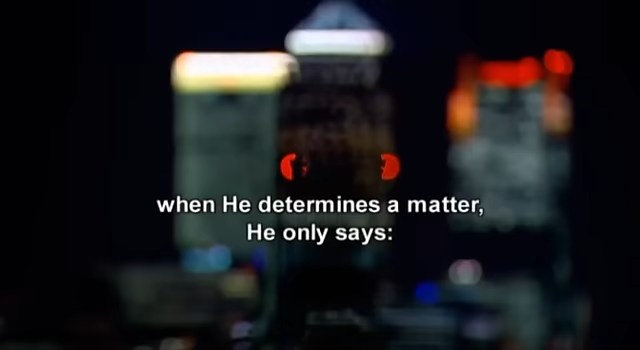 when He determines a matter,
He only says: